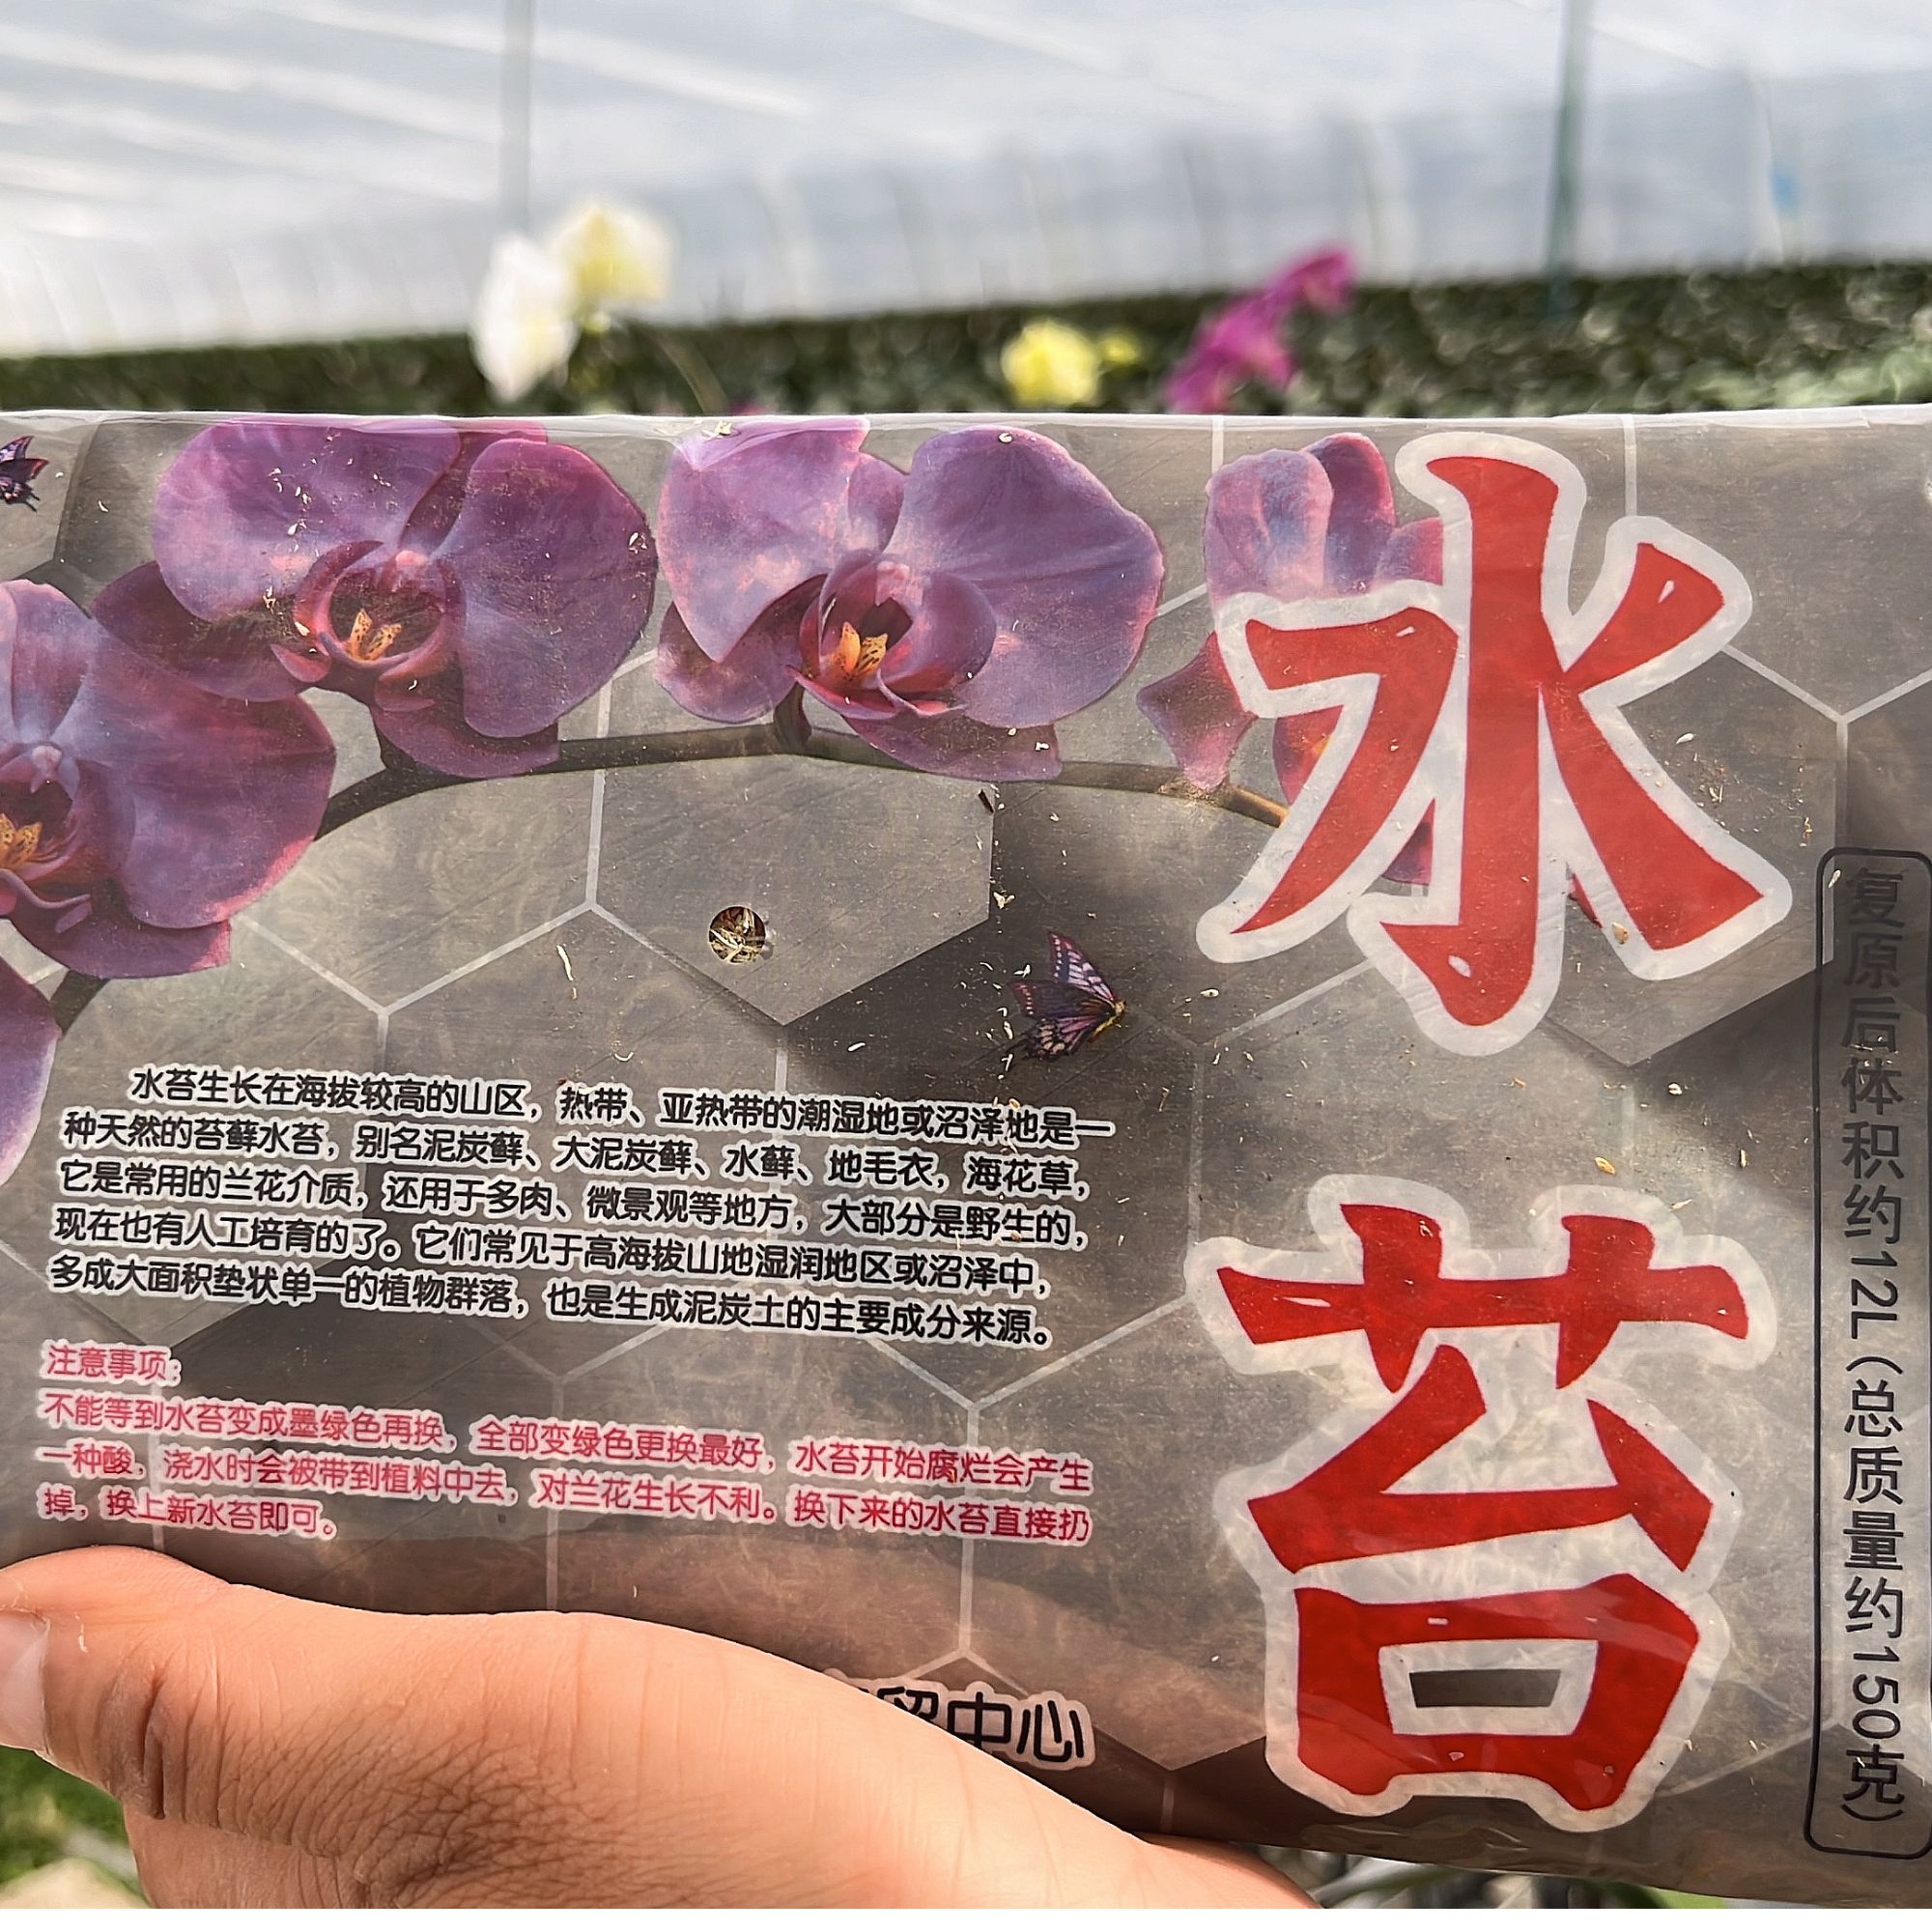 水苔
复原后体积约12L（总质量约150克）
水苔生长在海拔较高的山区，热带、亚热带的潮湿地或沼泽地是一
种天然的苔藓水苔，别名泥炭藓、大泥炭藓、水藓、地毛衣，海花草，
它是常用的兰花介质，还用于多肉、微景观等地方，大部分是野生的，
现在也有人工培育的了。它们常见于高海拔山地湿润地区或沼泽中，
多成大面积垫状单一的植物群落，也是生成泥炭土的主要成分来源。
注意事项：
不能等到水苔变成墨绿色再换，全部变绿色更换最好，水苔开始腐烂会产生
一种酸，浇水时会被带到植料中去，对兰花生长不利。换下来的水苔直接扔
掉，换上新水苔即可。
中心